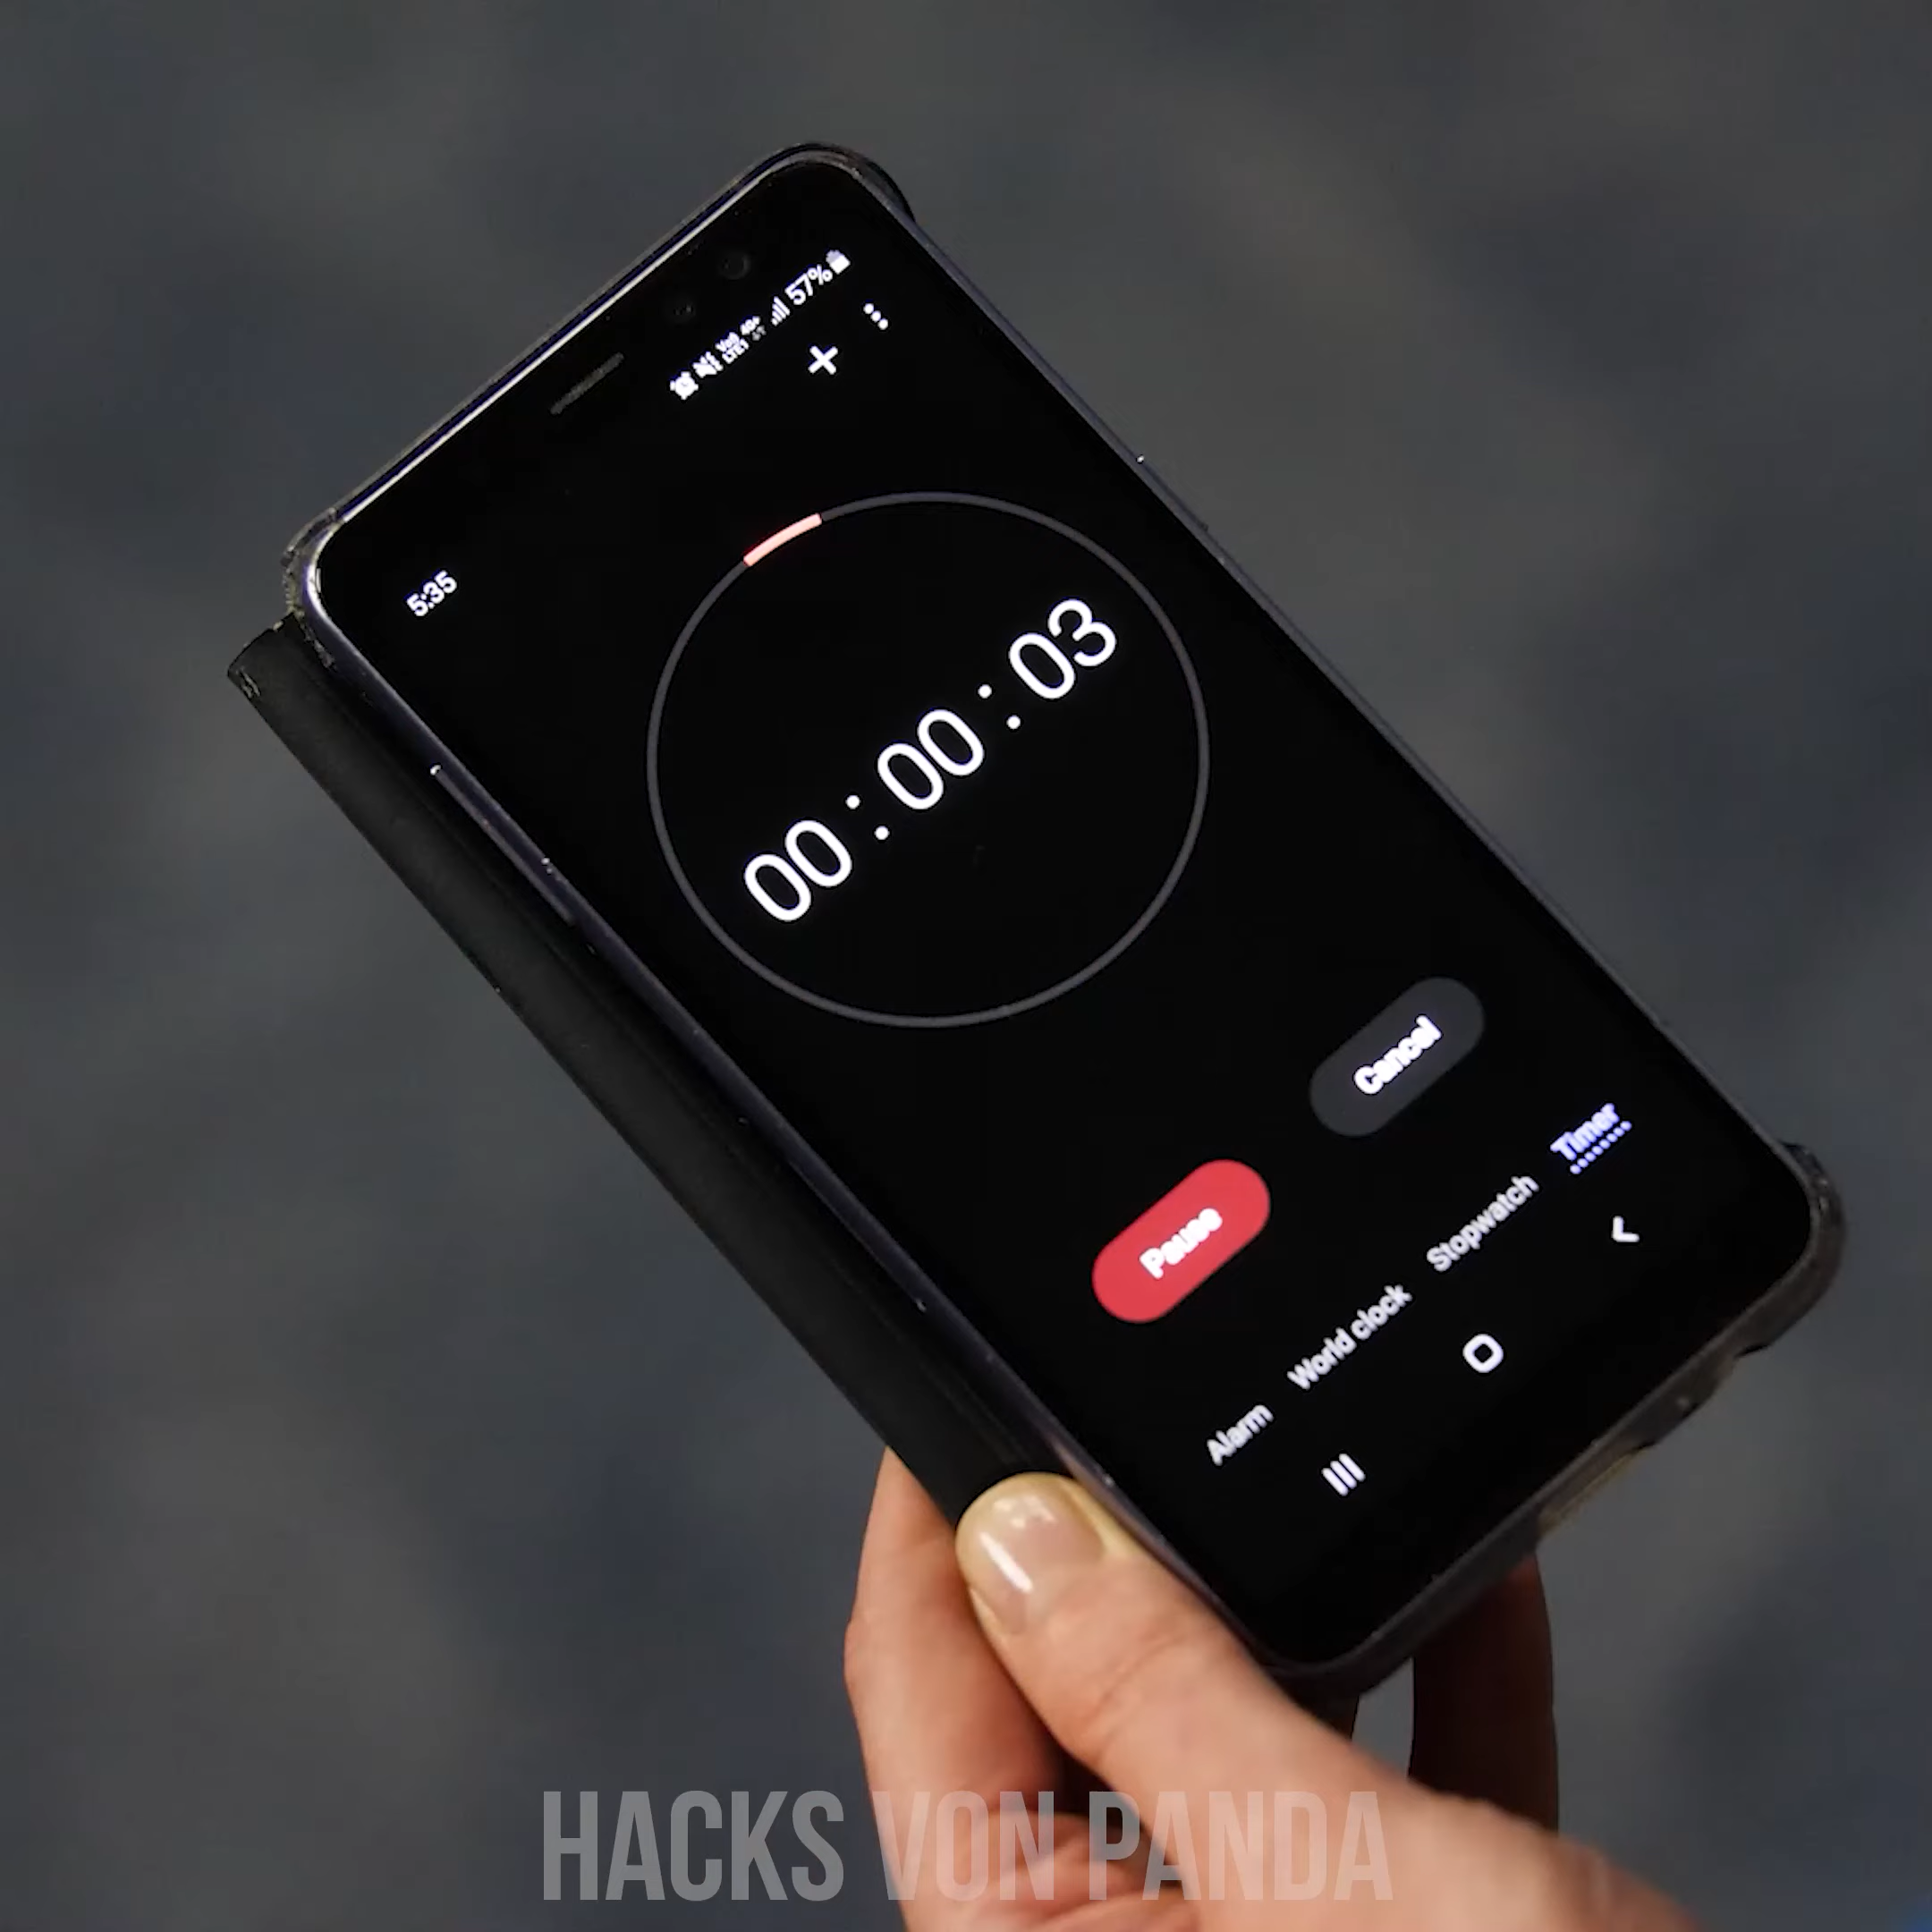 5:35
57%
00:00:03
Pause Cancel
Alarm World clock Stopwatch Timer
HACKS VON PANDA